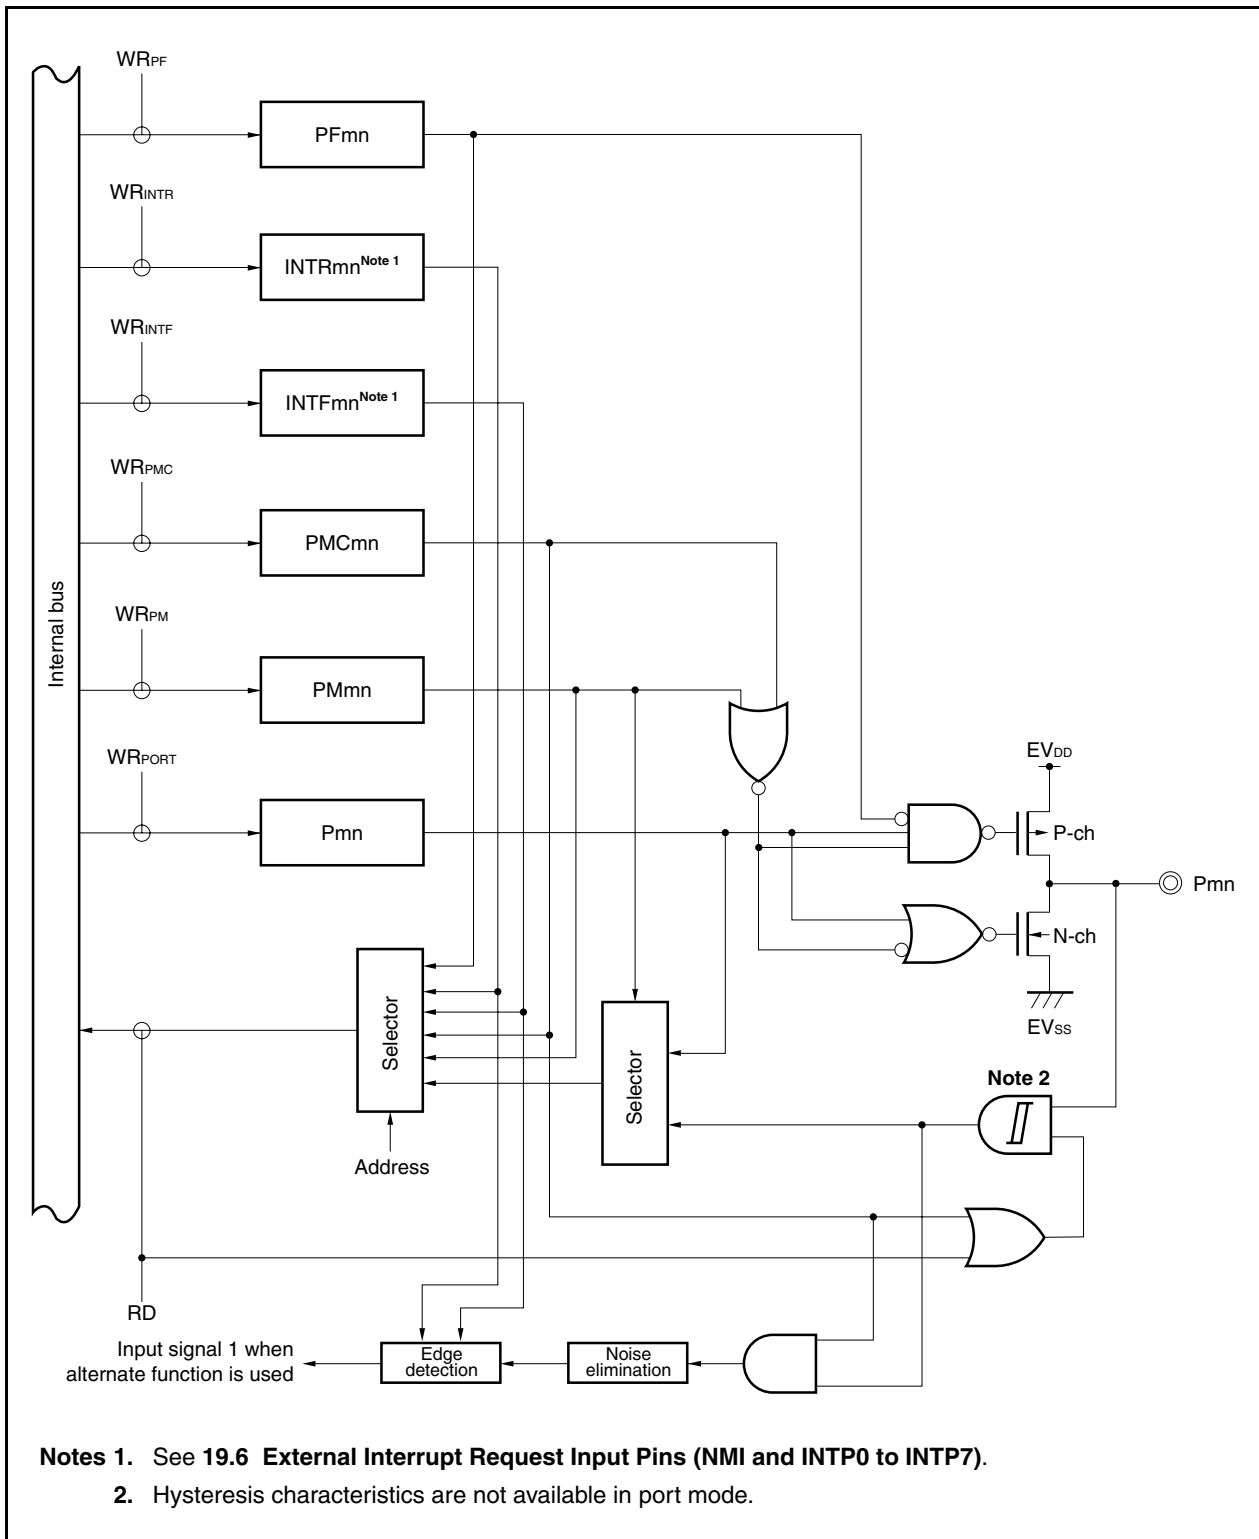 WRPF
PFmn
WRINTR
INTRmnNote 1
WRINTF
INTFmnNote 1
WRPMC
PMCmn
Internal bus
WRPM
PMmn
WRPORT
Pmn
EVDD
P-ch
Pmn
N-ch
EVSS
Selector
Selector
Note 2
Address
RD
Input signal 1 when
alternate function is used
Edge
detection
Noise
elimination
Notes 1. See 19.6 External Interrupt Request Input Pins (NMI and INTP0 to INTP7).
2. Hysteresis characteristics are not available in port mode.